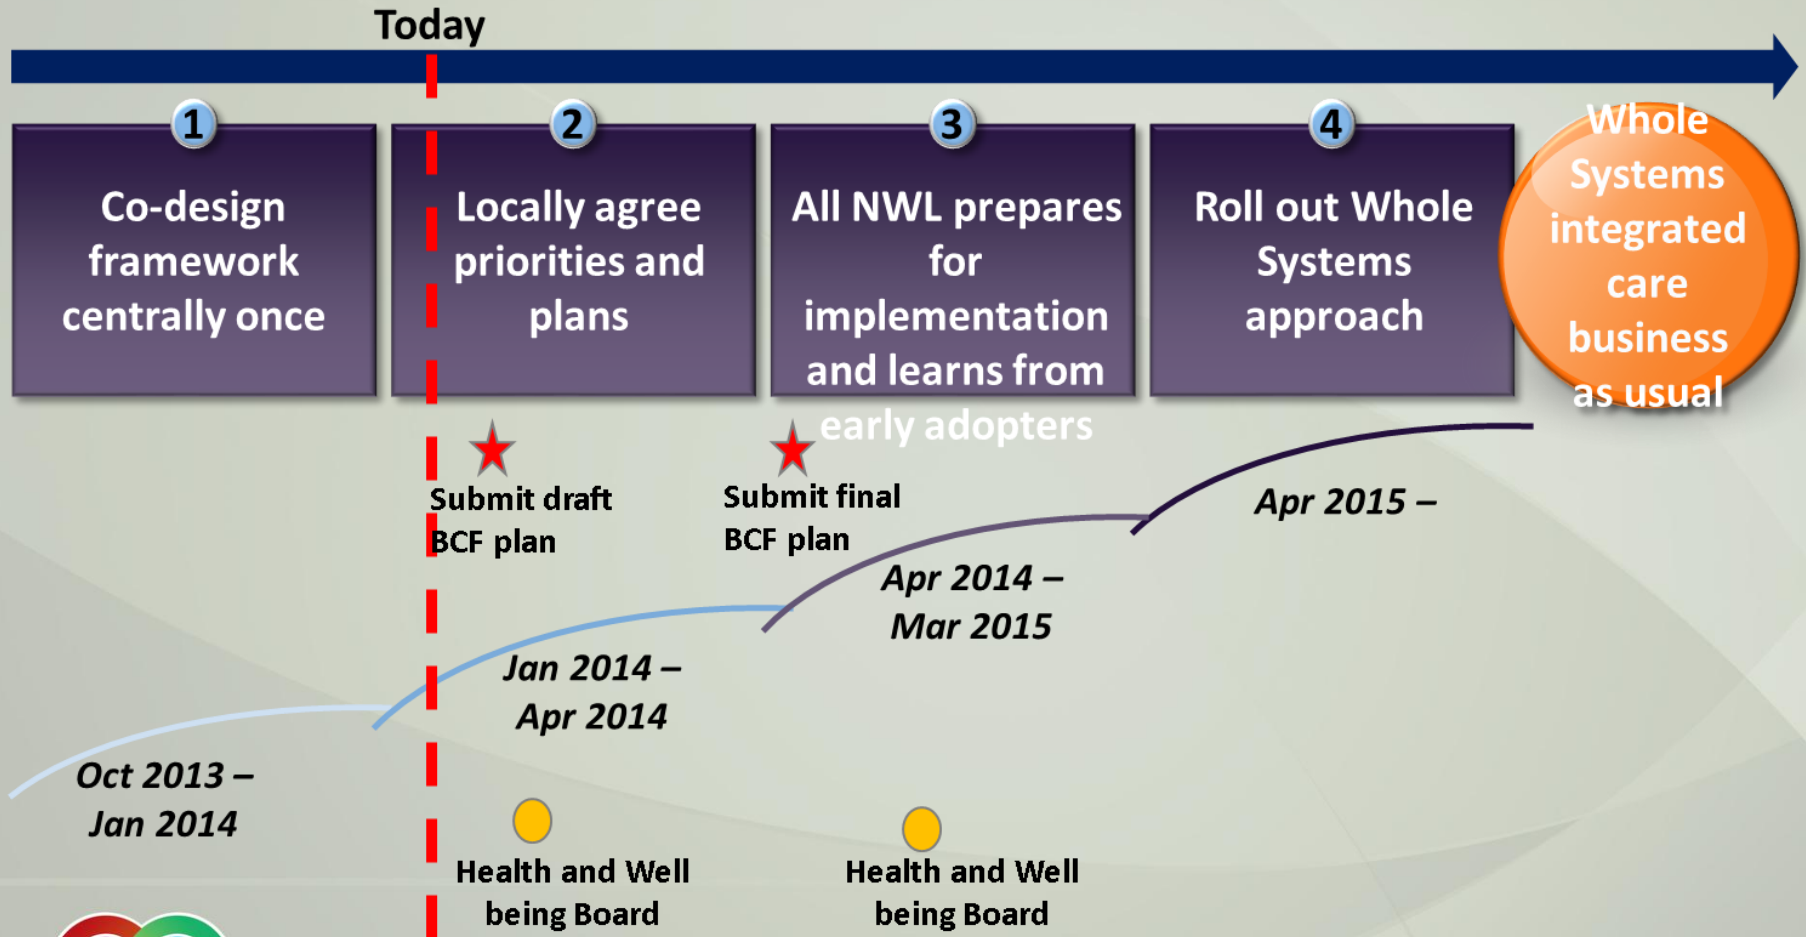 Today
1
Co-design
framework
centrally once
2
Locally agree
priorities and
plans
3
All NWL prepares
for
implementation
and learns from
early adopters
4
Roll out Whole
Systems
approach
Whole
Systems
integrated
care
business
as usual
Submit draft
BCF plan
Submit final
BCF plan
Apr 2015 –
Apr 2014 –
Mar 2015
Jan 2014 –
Apr 2014
Oct 2013 –
Jan 2014
Health and Well
being Board
Health and Well
being Board